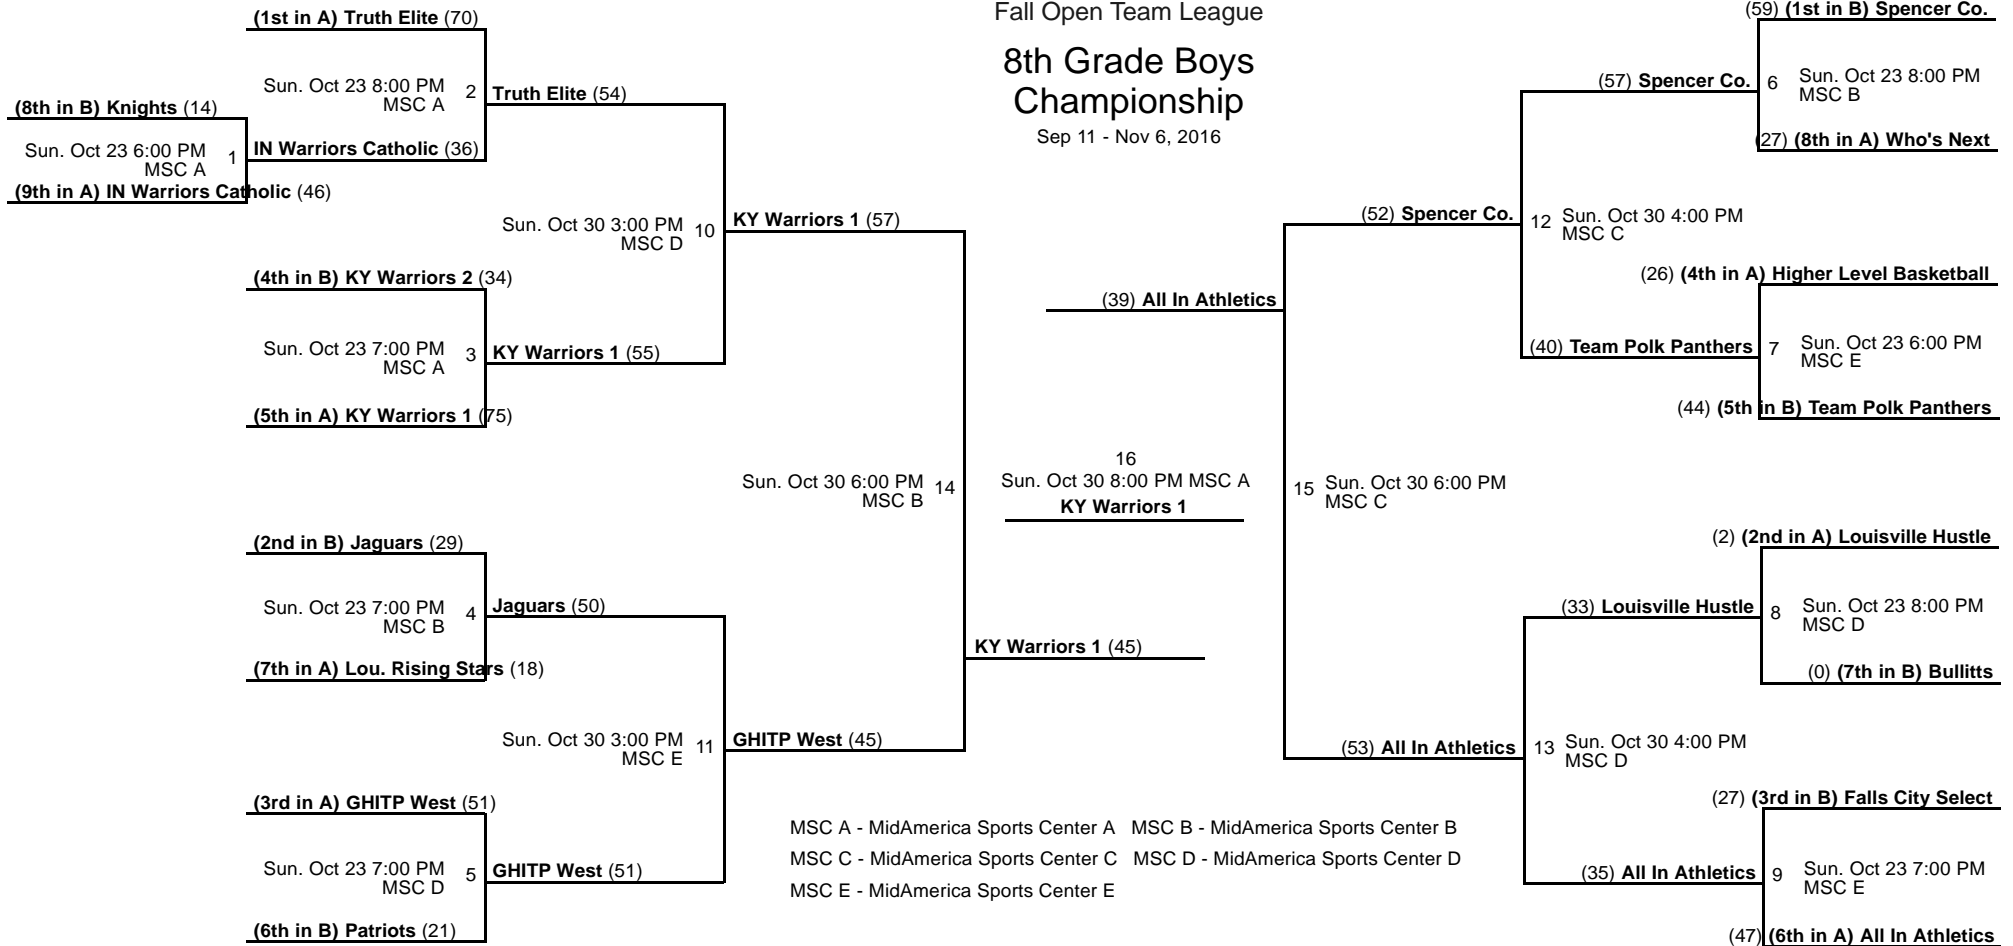 Fall Open Team League
8th Grade Boys
Championship
Sep 11 - Nov 6, 2016
(1st in A) Truth Elite (70)
Sun. Oct 23 8:00 PM 2
MSC A
Truth Elite (54)
(8th in B) Knights (14)
Sun. Oct 23 6:00 PM 1
MSC A
IN Warriors Catholic (36)
(9th in A) IN Warriors Catholic (46)
Sun. Oct 30 3:00 PM 10
MSC D
KY Warriors 1 (57)
(4th in B) KY Warriors 2 (34)
Sun. Oct 23 7:00 PM 3
MSC A
KY Warriors 1 (55)
(5th in A) KY Warriors 1 (75)
Sun. Oct 30 6:00 PM 14
MSC B
(2nd in B) Jaguars (29)
Sun. Oct 23 7:00 PM 4
MSC B
Jaguars (50)
(7th in A) Lou. Rising Stars (18)
KY Warriors 1 (45)
Sun. Oct 30 3:00 PM 11
MSC E
GHITP West (45)
(3rd in A) GHITP West (51)
Sun. Oct 23 7:00 PM 5
MSC D
GHITP West (51)
(6th in B) Patriots (21)
16
Sun. Oct 30 8:00 PM MSC A
KY Warriors 1
(59) (1st in B) Spencer Co.
(57) Spencer Co.
6 Sun. Oct 23 8:00 PM
MSC B
(27) (8th in A) Who's Next
(52) Spencer Co.
12 Sun. Oct 30 4:00 PM
MSC C
(26) (4th in A) Higher Level Basketball
(39) All In Athletics
(40) Team Polk Panthers
7 Sun. Oct 23 6:00 PM
MSC E
(44) (5th in B) Team Polk Panthers
15 Sun. Oct 30 6:00 PM
MSC C
(2) (2nd in A) Louisville Hustle
(33) Louisville Hustle
8 Sun. Oct 23 8:00 PM
MSC D
(0) (7th in B) Bullitts
(53) All In Athletics
13 Sun. Oct 30 4:00 PM
MSC D
(27) (3rd in B) Falls City Select
(35) All In Athletics
9 Sun. Oct 23 7:00 PM
MSC E
(47) (6th in A) All In Athletics
MSC A - MidAmerica Sports Center A MSC B - MidAmerica Sports Center B
MSC C - MidAmerica Sports Center C MSC D - MidAmerica Sports Center D
MSC E - MidAmerica Sports Center E